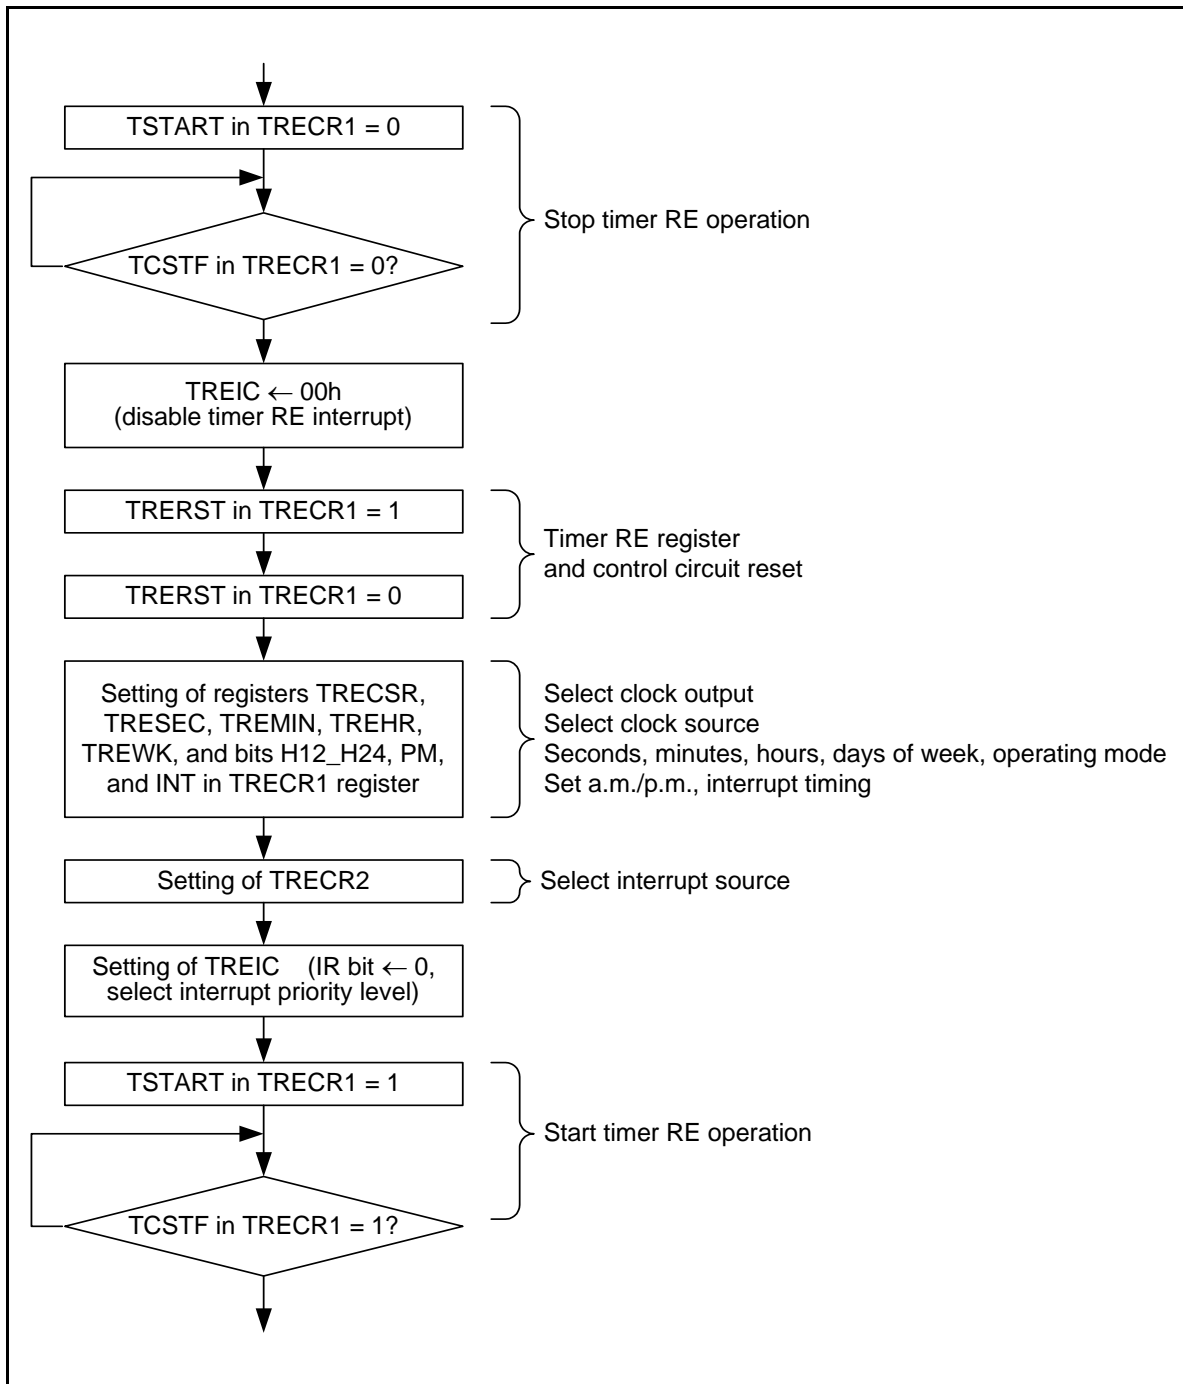 TSTART in TRECR1 = 0
TCSTF in TRECR1 = 0?
Stop timer RE operation
TREIC ← 00h
(disable timer RE interrupt)
TRERST in TRECR1 = 1
TRERST in TRECR1 = 0
Timer RE register
and control circuit reset
Setting of registers TRECSR,
TRESEC, TREMIN, TREHR,
TREWK, and bits H12_H24, PM,
and INT in TRECR1 register
Select clock output
Select clock source
Seconds, minutes, hours, days of week, operating mode
Set a.m./p.m., interrupt timing
Setting of TRECR2
Select interrupt source
Setting of TREIC (IR bit ← 0,
select interrupt priority level)
TSTART in TRECR1 = 1
TCSTF in TRECR1 = 1?
Start timer RE operation